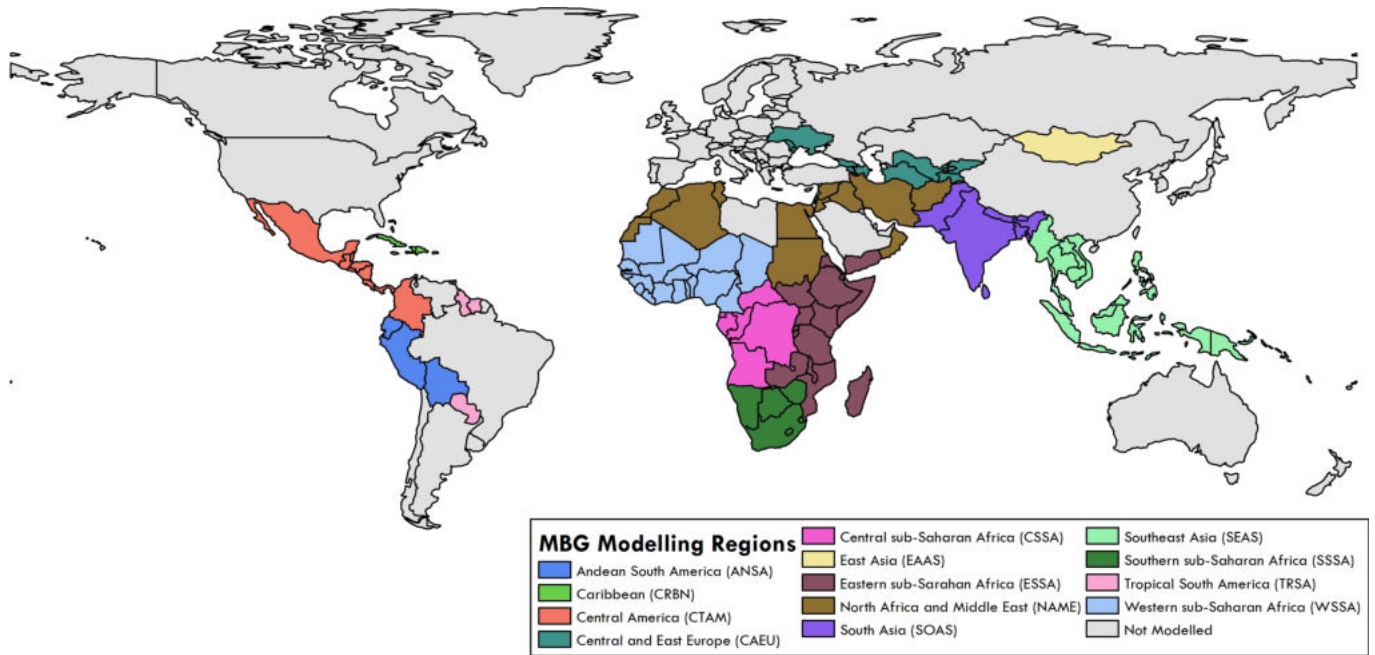 MBG Modelling Regions
Andean South America (ANSA)
Caribbean (CRBN)
Central America (CTAM)
Central and East Europe (CAEU)
Central sub-Saharan Africa (CSSA)
East Asia (EAAS)
Eastern sub-Sarahan Africa (ESSA)
North Africa and Middle East (NAME)
South Asia (SOAS)
Southeast Asia (SEAS)
Southern sub-Saharan Africa (SSSA)
Tropical South America (TRSA)
Western sub-Saharan Africa (WSSA)
Not Modelled